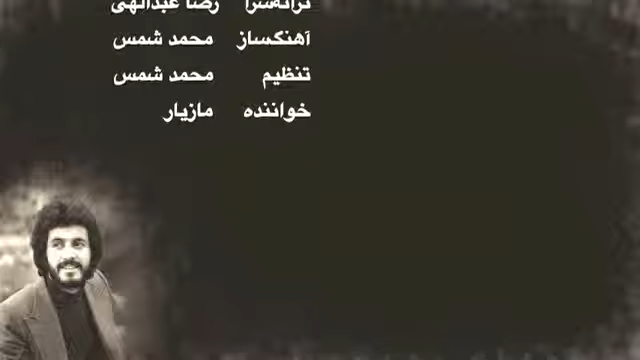 ترانه‌سرا رضا عبدالهی
آهنگساز محمد شمس
تنظیم محمد شمس
خواننده مازیار